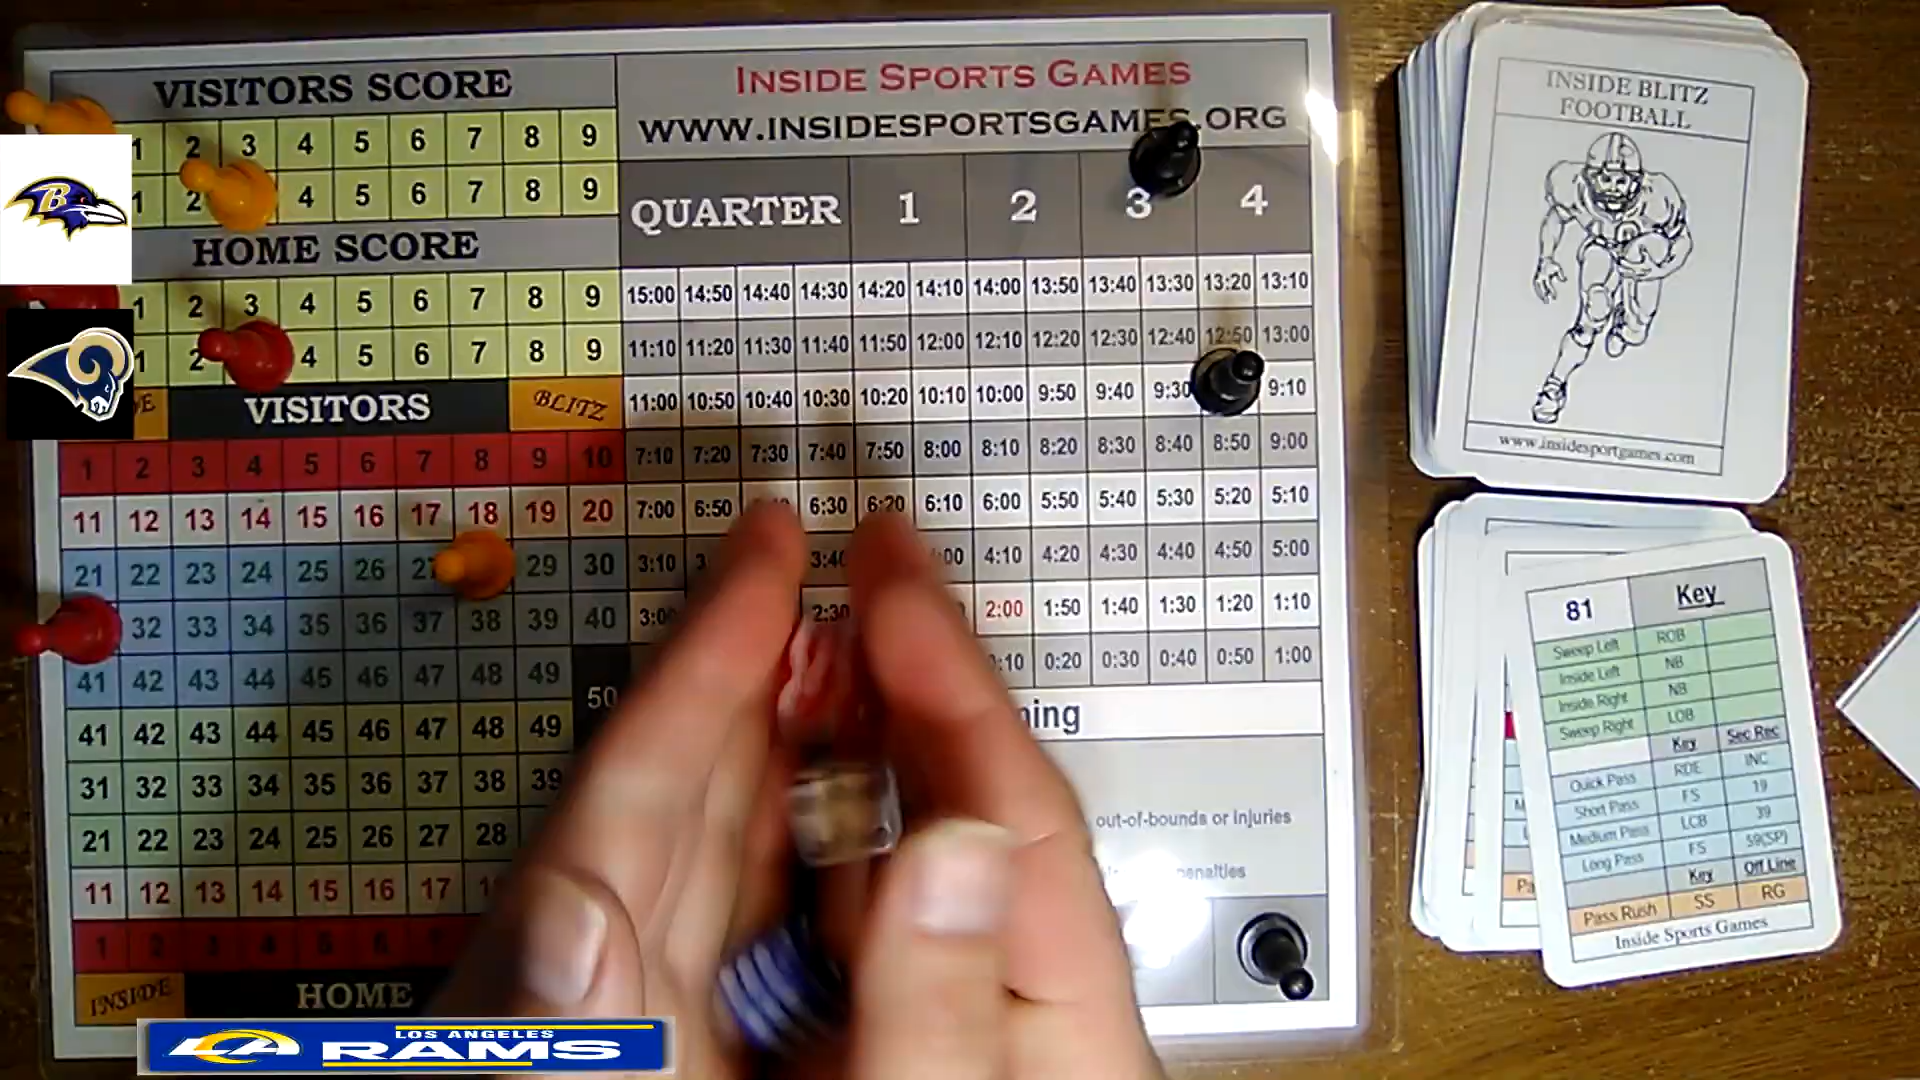 VISITORS SCORE
1 2 3 4 5 6 7 8 9
1 2 4 5 6 7 8 9
HOME SCORE
1 2 3 4 5 6 7 8 9
1 2 4 5 6 7 8 9
VISITORS
BLITZ
1 2 3 4 5 6 7 8 9 10
11 12 13 14 15 16 17 18 19 20
21 22 23 24 25 26 27 29 30
32 33 34 35 36 37 38 39 40
41 42 43 44 45 46 47 48 49
50
41 42 43 44 45 46 47 48 49
31 32 33 34 35 36 37 38 39
21 22 23 24 25 26 27 28
11 12 13 14 15 16 17
1 2 3 4 5 6 7
INSIDE HOME
LOS ANGELES
RAMS
INSIDE SPORTS GAMES
WWW.INSIDESPORTSGAMES.ORG
QUARTER 1 2 3 4
15:00 14:50 14:40 14:30 14:20 14:10 14:00 13:50 13:40 13:30 13:20 13:10
11:10 11:20 11:30 11:40 11:50 12:00 12:10 12:20 12:30 12:40 12:50 13:00
11:00 10:50 10:40 10:30 10:20 10:10 10:00 9:50 9:40 9:30 9:10
7:10 7:20 7:30 7:40 7:50 8:00 8:10 8:20 8:30 8:40 8:50 9:00
7:00 6:50 6:30 6:20 6:10 6:00 5:50 5:40 5:30 5:20 5:10
3:10 3:40 4:10 4:20 4:30 4:40 4:50 5:00
3:00 2:30 2:00 1:50 1:40 1:30 1:20 1:10
0:20 0:30 0:40 0:50 1:00
out-of-bounds or injuries
penalties
INSIDE BLITZ
FOOTBALL
www.insidesportgames.com
81 Key
Sweep Left ROB
Inside Left NB
Inside Right NB
Sweep Right LOB
Key Sec Rec
Quick Pass RDE INC
Short Pass FS 19
Medium Pass LCB 39
Long Pass FS 59(SP)
Key Off Line
Pass Rush SS RG
Inside Sports Games